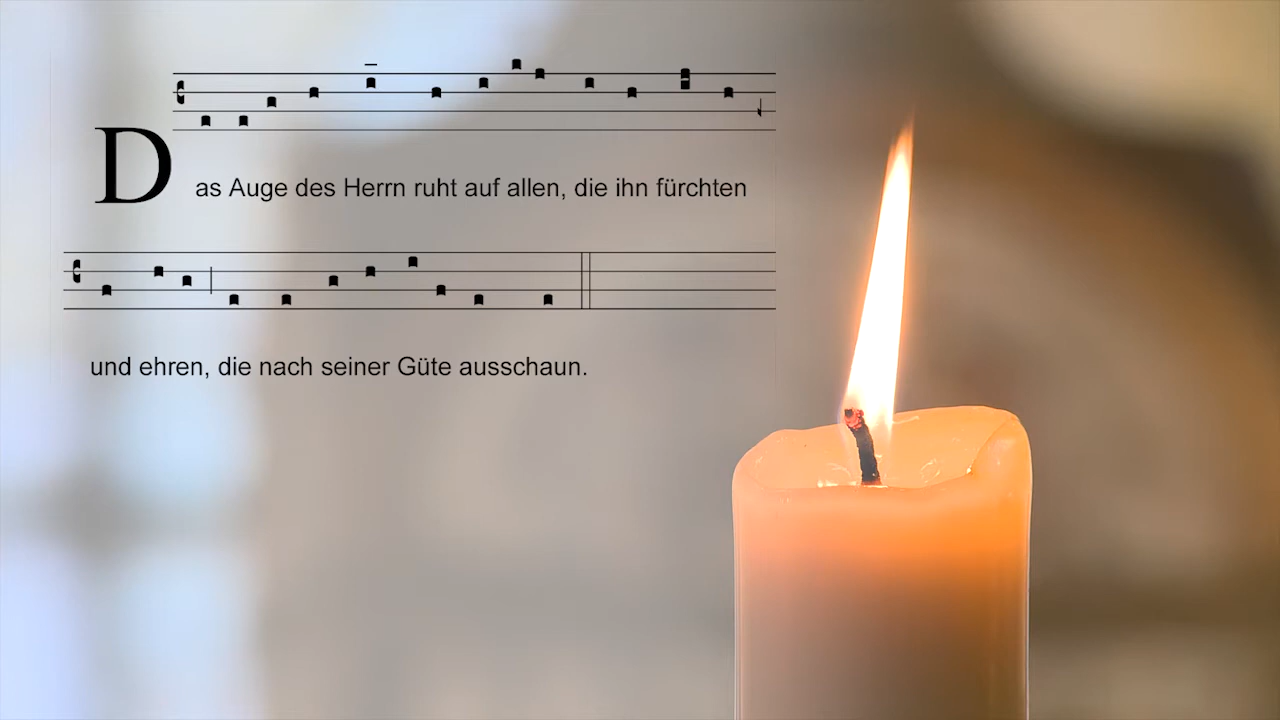 Das Auge des Herrn ruht auf allen, die ihn fürchten
und ehren, die nach seiner Güte ausschaun.